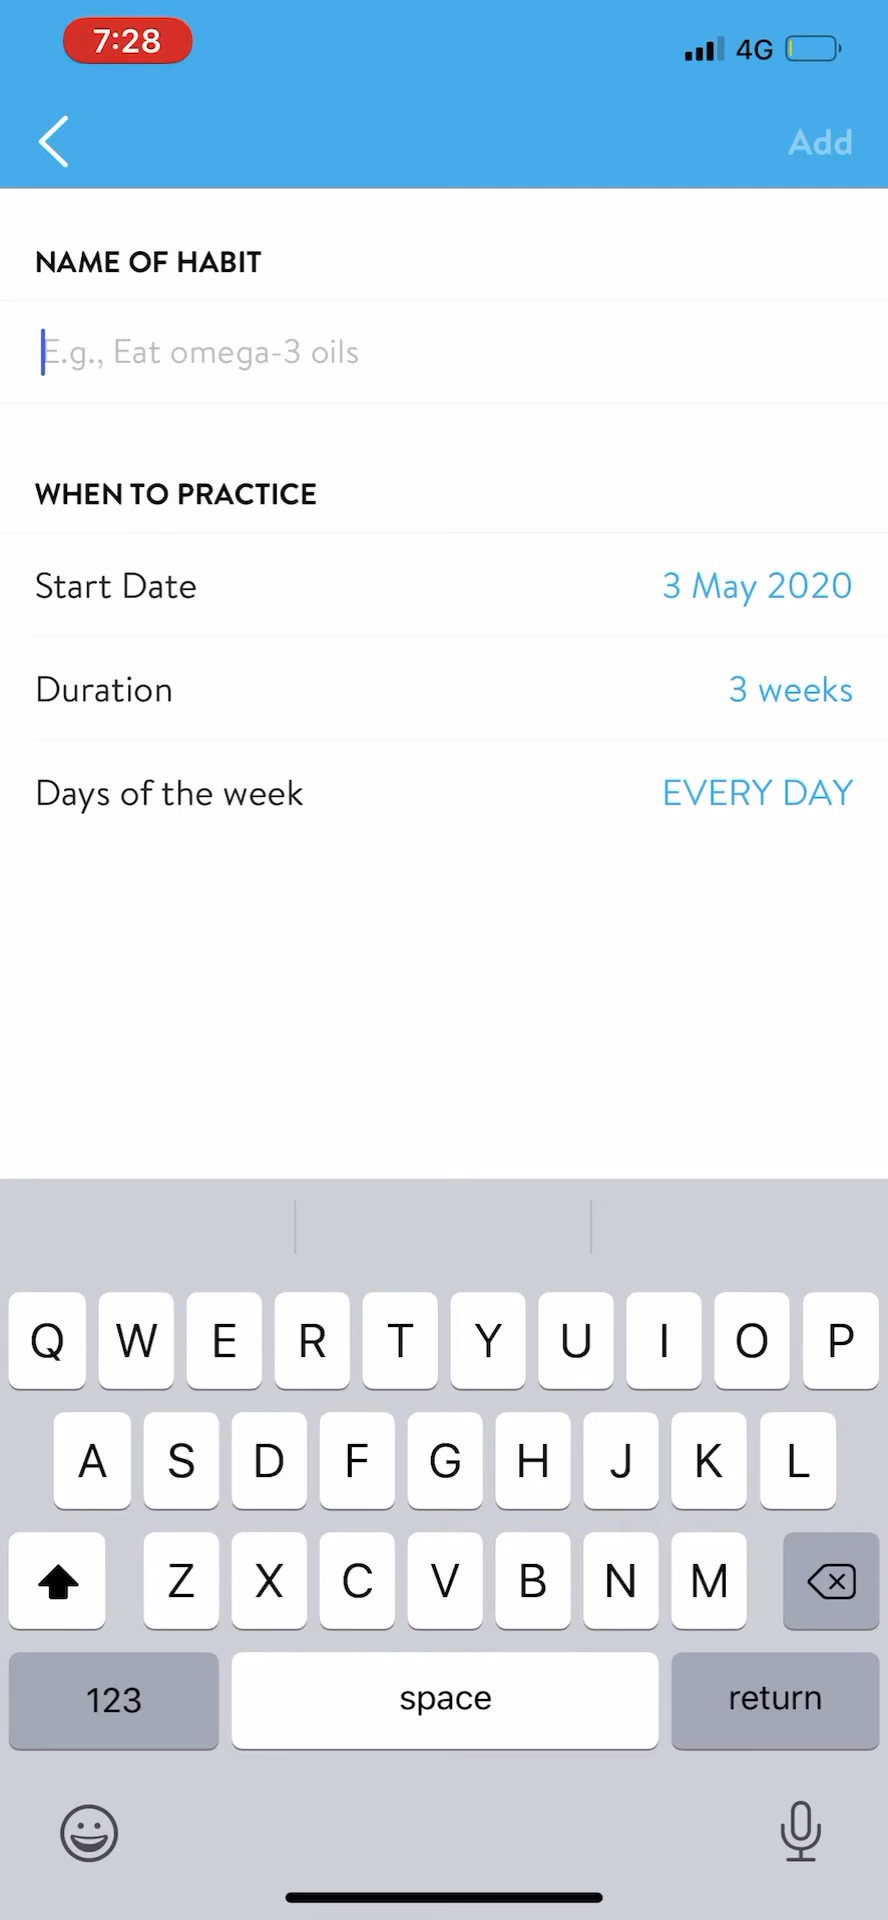 7:28
4G
Add
NAME OF HABIT
E.g., Eat omega-3 oils
WHEN TO PRACTICE
Start Date 3 May 2020
Duration 3 weeks
Days of the week EVERY DAY
Q W E R T Y U I O P
A S D F G H J K L
Z X C V B N M
123 space return